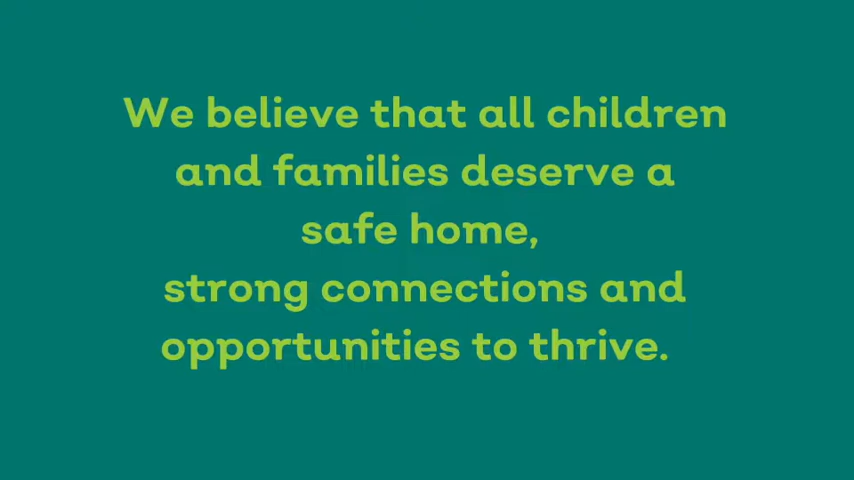 We believe that all children
and families deserve a
safe home,
strong connections and
opportunities to thrive.